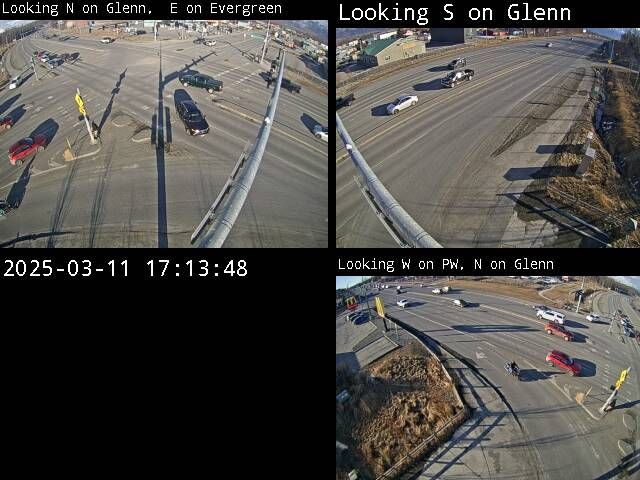 Looking N on Glenn,  E on Evergreen
Looking S on Glenn
2025-03-11 17:13:48
Looking W on PW, N on Glenn